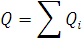 Q = ∑ Qᵢ